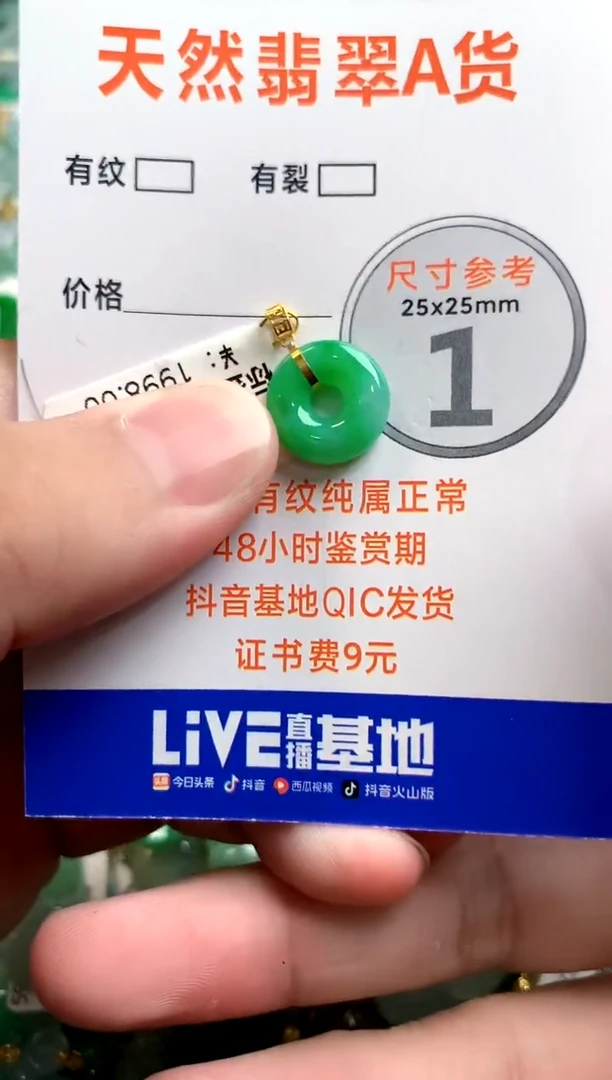 天然翡翠A货
有纹 有裂
价格
尺寸参考
25x25mm
1
1998.00
有纹纯属正常
48小时鉴赏期
抖音基地QIC发货
证书费9元
LiVE直播基地
今日头条 抖音 西瓜视频 抖音火山版